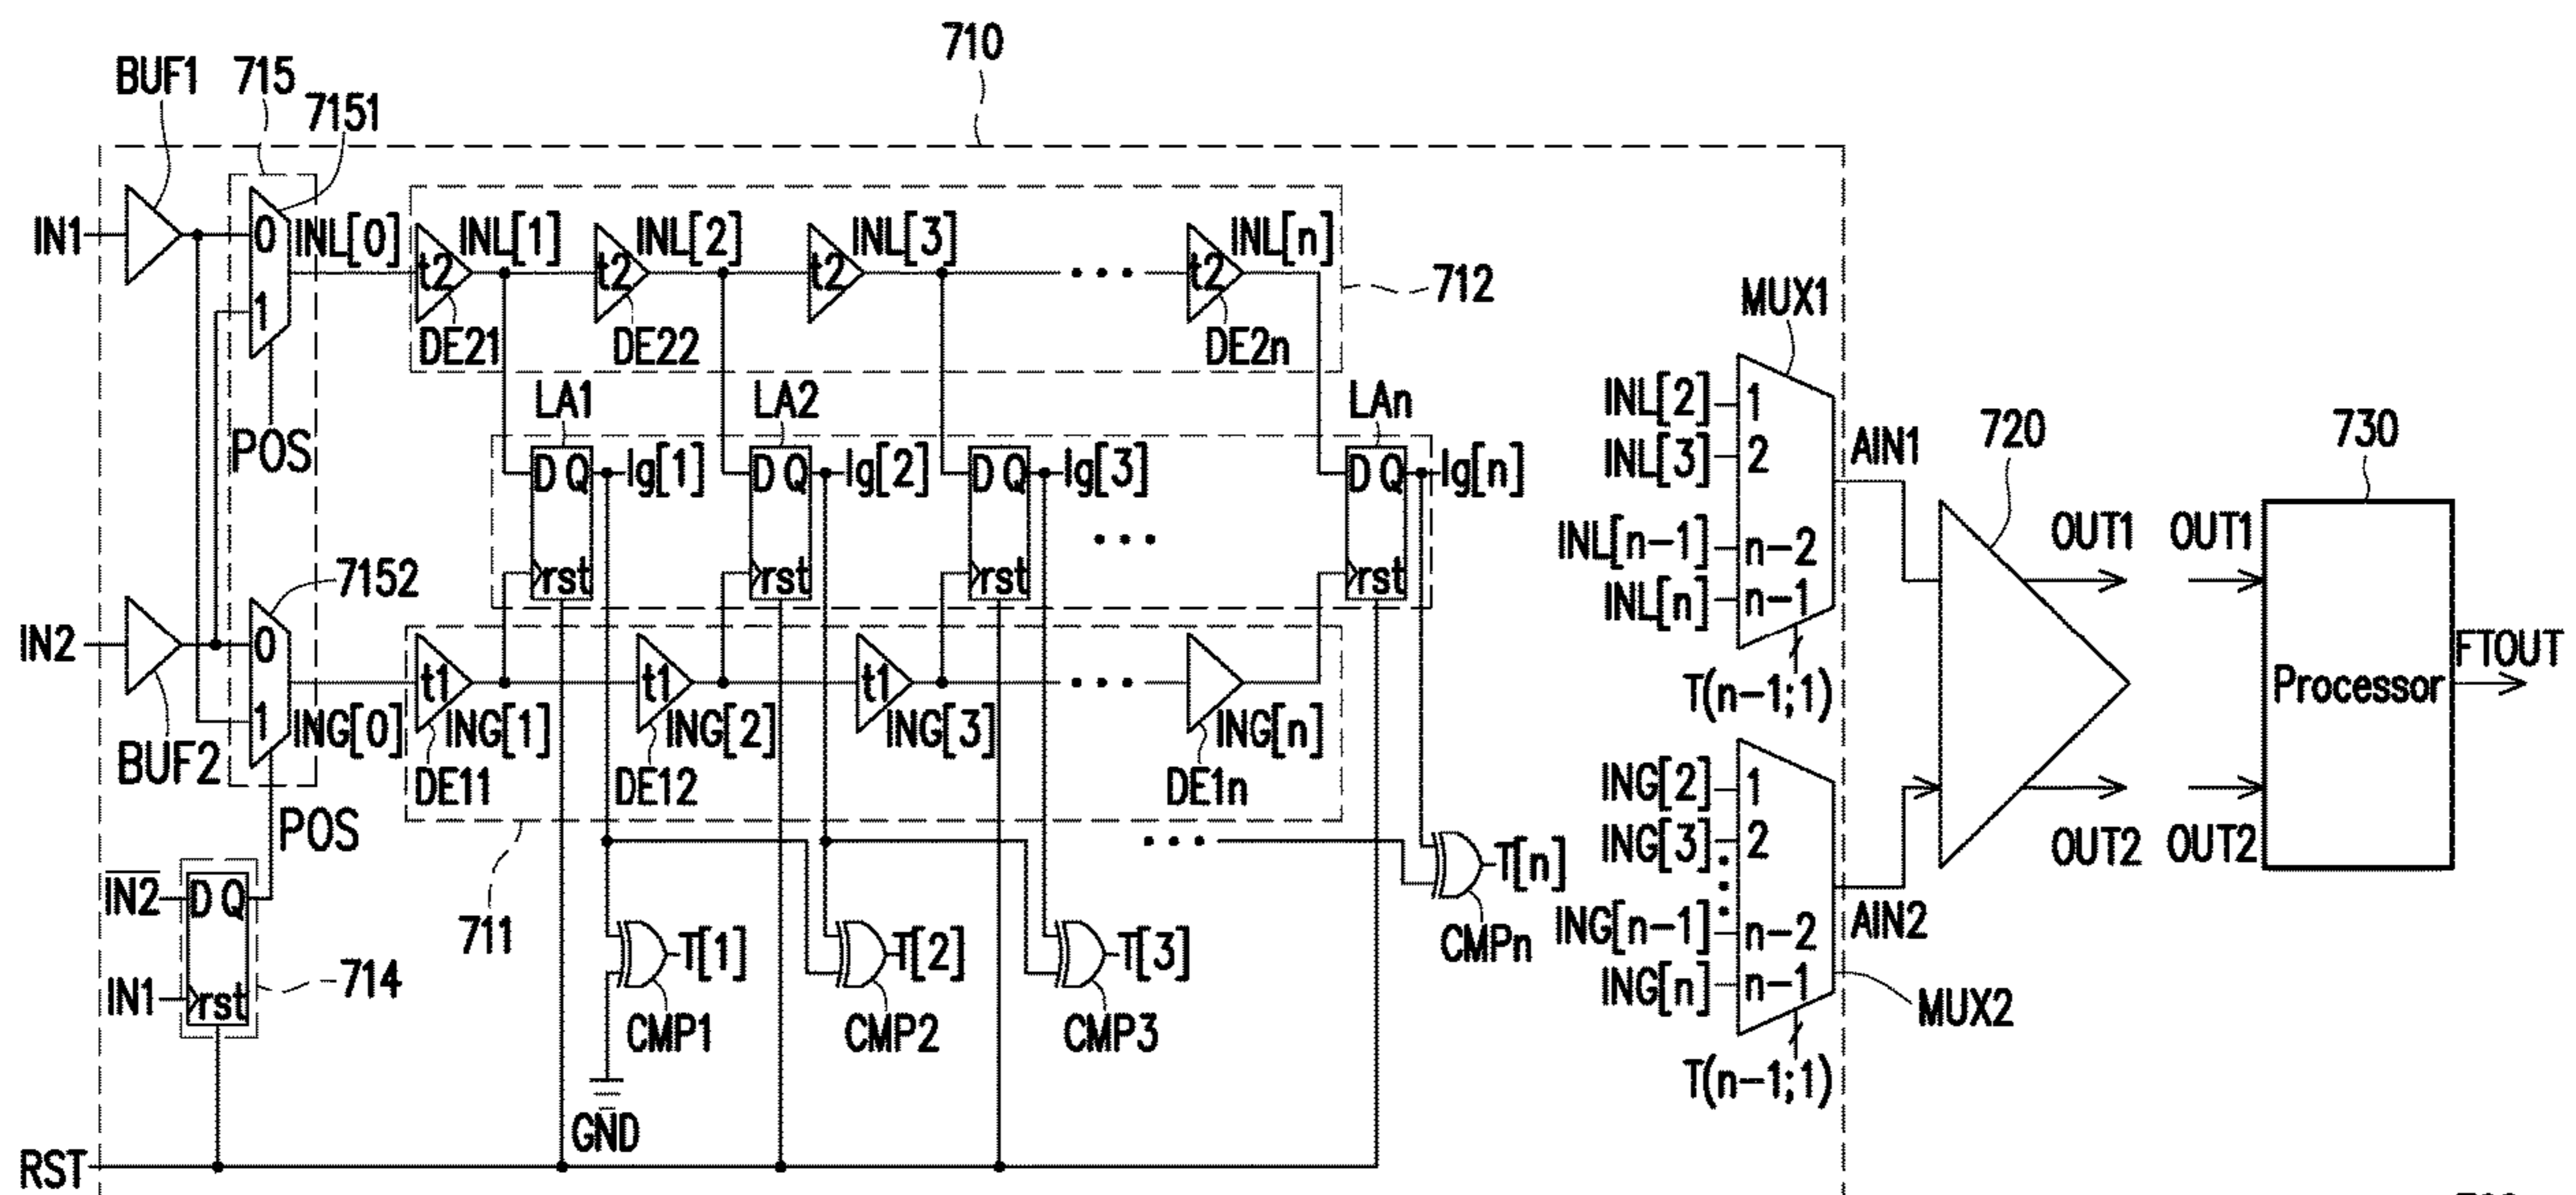 710
BUF1
715
7151
IN1
0
1
INL[0]
t2
INL[1]
t2
INL[2]
t2
INL[3]
t2
INL[n]
712
DE21
DE22
DE2n
POS
LA1
LA2
LAn
D Q
rst
lg[1]
D Q
rst
lg[2]
D Q
rst
lg[3]
D Q
rst
lg[n]
IN2
7152
0
1
BUF2
ING[0]
t1
ING[1]
t1
ING[2]
t1
ING[3]
ING[n]
DE11
DE12
DE1n
POS
711
IN2
D Q
IN1
rst
714
T[1]
T[2]
T[3]
T[n]
CMP1
CMP2
CMP3
CMPn
GND
RST
MUX1
INL[2]
1
INL[3]
2
INL[n-1]
n-2
INL[n]
n-1
T(n-1;1)
AIN1
ING[2]
1
ING[3]
2
ING[n-1]
n-2
ING[n]
n-1
T(n-1;1)
AIN2
MUX2
720
OUT1
OUT2
730
OUT1
OUT2
Processor
FTOUT